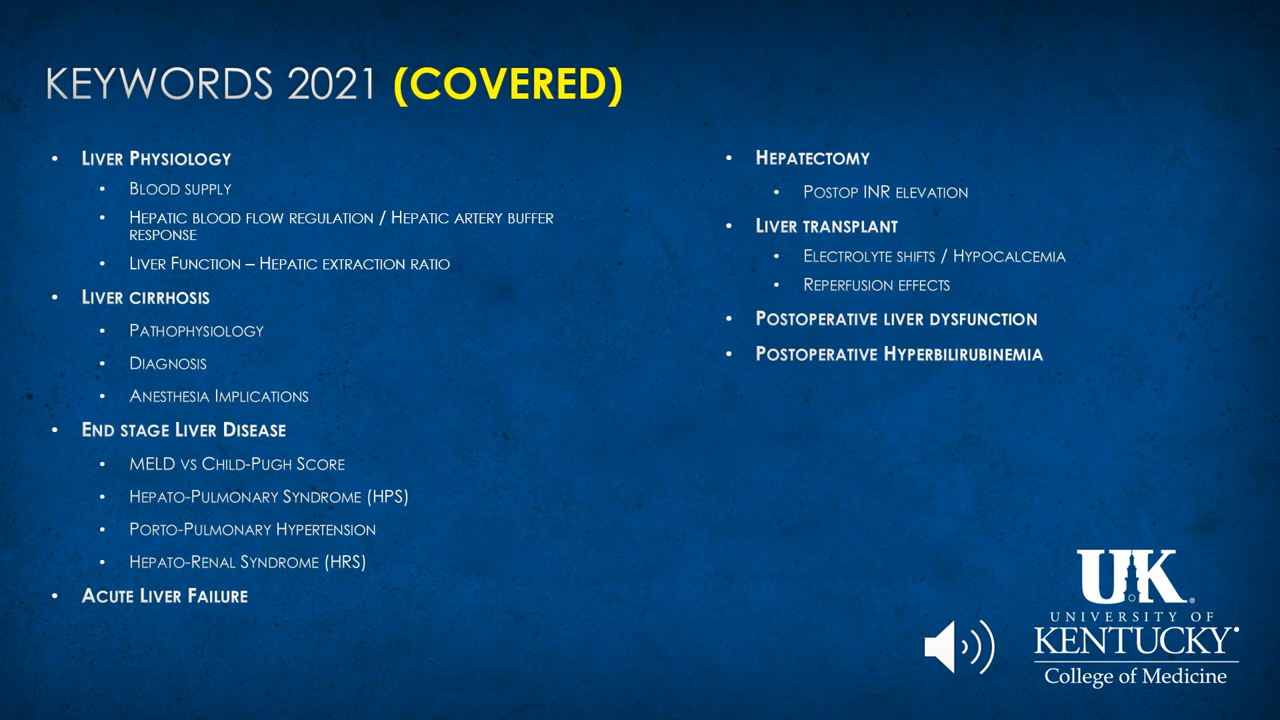 KEYWORDS 2021 (COVERED)
• LIVER PHYSIOLOGY
• BLOOD SUPPLY
• HEPATIC BLOOD FLOW REGULATION / HEPATIC ARTERY BUFFER
RESPONSE
• LIVER FUNCTION – HEPATIC EXTRACTION RATIO
• LIVER CIRRHOSIS
• PATHOPHYSIOLOGY
• DIAGNOSIS
• ANESTHESIA IMPLICATIONS
• END STAGE LIVER DISEASE
• MELD VS CHILD-PUGH SCORE
• HEPATO-PULMONARY SYNDROME (HPS)
• PORTO-PULMONARY HYPERTENSION
• HEPATO-RENAL SYNDROME (HRS)
• ACUTE LIVER FAILURE
• HEPATECTOMY
• POSTOP INR ELEVATION
• LIVER TRANSPLANT
• ELECTROLYTE SHIFTS / HYPOCALCEMIA
• REPERFUSION EFFECTS
• POSTOPERATIVE LIVER DYSFUNCTION
• POSTOPERATIVE HYPERBILIRUBINEMIA
UK®
UNIVERSITY OF
KENTUCKY
College of Medicine